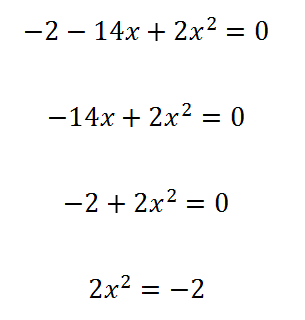 −2 − 14x + 2x² = 0
−14x + 2x² = 0
−2 + 2x² = 0
2x² = −2